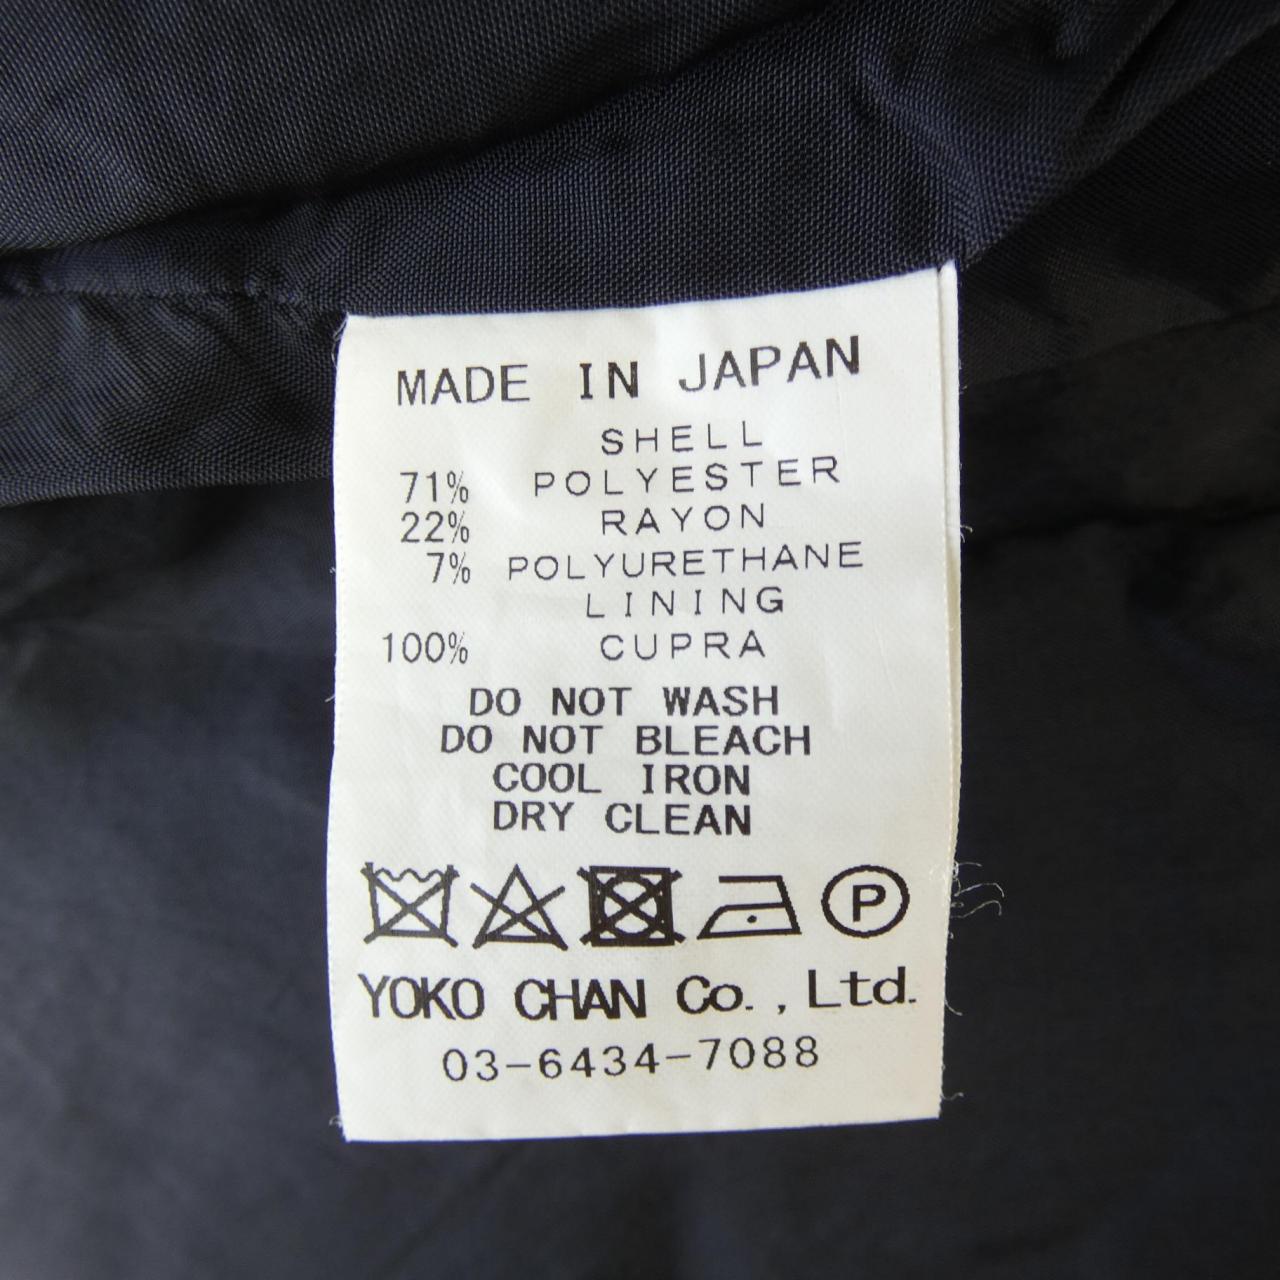 MADE IN JAPAN
SHELL
71% POLYESTER
22% RAYON
7% POLYURETHANE
LINING
100% CUPRA
DO NOT WASH
DO NOT BLEACH
COOL IRON
DRY CLEAN
P
YOKO CHAN Co., Ltd.
03-6434-7088